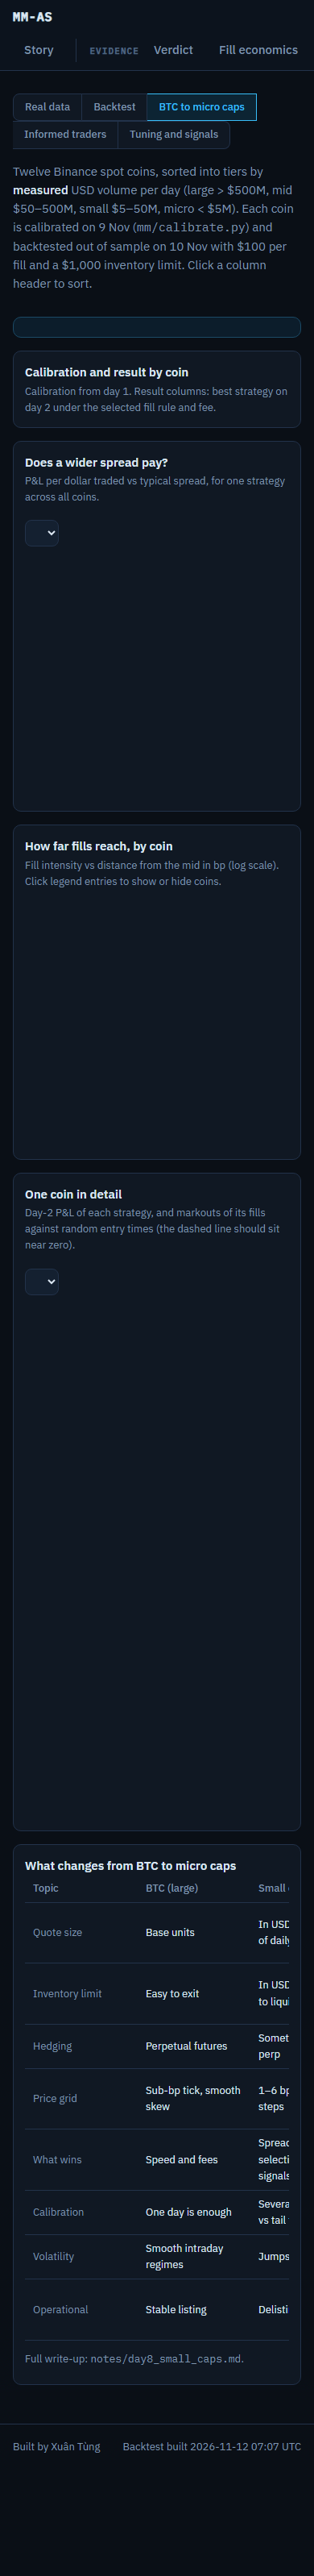 MM-AS
Story EVIDENCE Verdict Fill economics
Real data Backtest BTC to micro caps
Informed traders Tuning and signals
Twelve Binance spot coins, sorted into tiers by
measured USD volume per day (large > $500M, mid
$50–500M, small $5–50M, micro < $5M). Each coin
is calibrated on 9 Nov (mm/calibrate.py) and
backtested out of sample on 10 Nov with $100 per
fill and a $1,000 inventory limit. Click a column
header to sort.
Calibration and result by coin
Calibration from day 1. Result columns: best strategy on
day 2 under the selected fill rule and fee.
Does a wider spread pay?
P&L per dollar traded vs typical spread, for one strategy
across all coins.
How far fills reach, by coin
Fill intensity vs distance from the mid in bp (log scale).
Click legend entries to show or hide coins.
One coin in detail
Day-2 P&L of each strategy, and markouts of its fills
against random entry times (the dashed line should sit
near zero).
What changes from BTC to micro caps
Topic BTC (large) Small
Quote size Base units In USD
of daily
Inventory limit Easy to exit In USD
to liqui
Hedging Perpetual futures Somet
perp
Price grid Sub-bp tick, smooth 1–6 bp
skew steps
What wins Speed and fees Spread
selecti
signals
Calibration One day is enough Severa
vs tail
Volatility Smooth intraday Jumps
regimes
Operational Stable listing Delisti
Full write-up: notes/day8_small_caps.md.
Built by Xuân Tùng Backtest built 2026-11-12 07:07 UTC